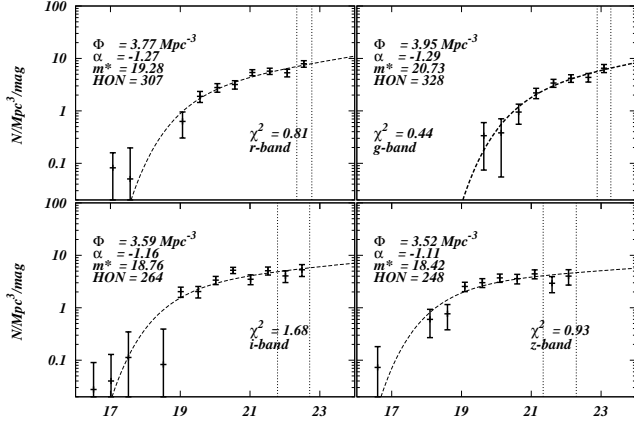 N/Mpc³/mag
10
1
0.1
Φ = 3.77 Mpc⁻³
α = -1.27
m* = 19.28
HON = 307
χ² = 0.81
r-band
Φ = 3.95 Mpc⁻³
α = -1.29
m* = 20.73
HON = 328
χ² = 0.44
g-band
N/Mpc³/mag
10
1
0.1
Φ = 3.59 Mpc⁻³
α = -1.16
m* = 18.76
HON = 264
χ² = 1.68
i-band
Φ = 3.52 Mpc⁻³
α = -1.11
m* = 18.42
HON = 248
χ² = 0.93
z-band
17 19 21 23 17 19 21 23